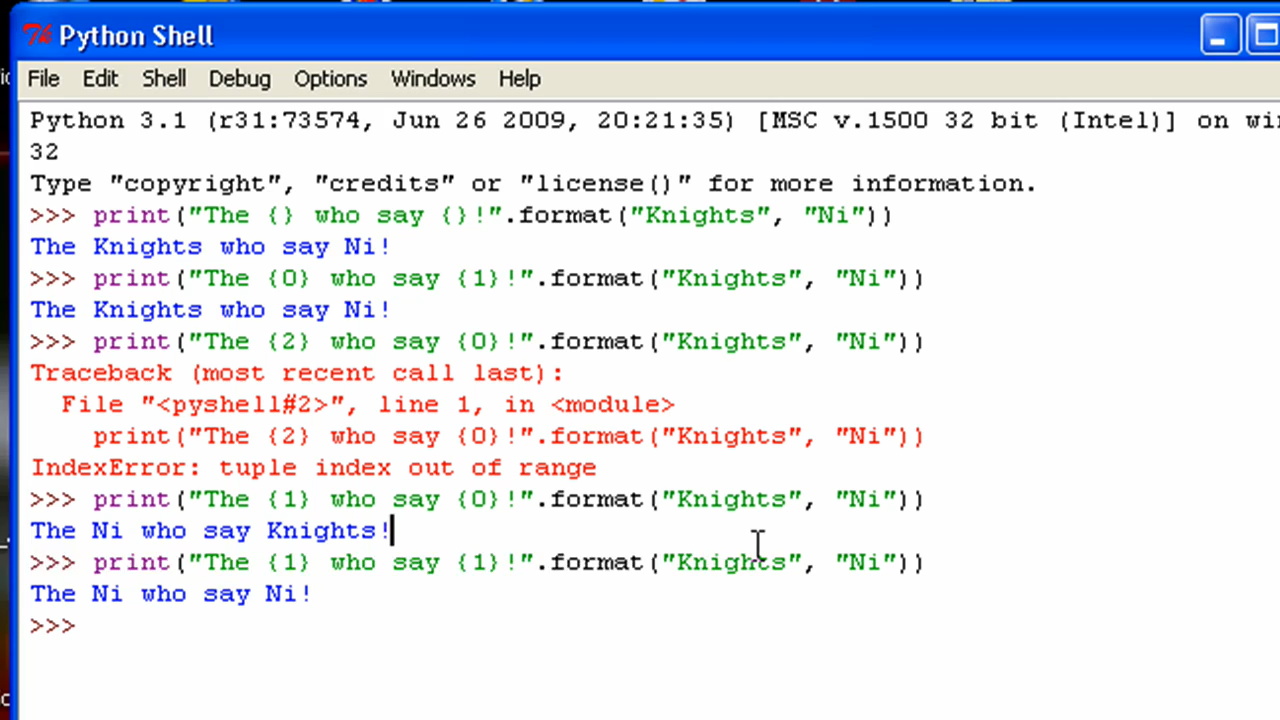 Python Shell
File Edit Shell Debug Options Windows Help
Python 3.1 (r31:73574, Jun 26 2009, 20:21:35) [MSC v.1500 32 bit (Intel)] on
32
Type "copyright", "credits" or "license()" for more information.
>>> print("The {} who say {}!".format("Knights", "Ni"))
The Knights who say Ni!
>>> print("The {0} who say {1}!".format("Knights", "Ni"))
The Knights who say Ni!
>>> print("The {2} who say {0}!".format("Knights", "Ni"))
Traceback (most recent call last):
  File "<pyshell#2>", line 1, in <module>
    print("The {2} who say {0}!".format("Knights", "Ni"))
IndexError: tuple index out of range
>>> print("The {1} who say {0}!".format("Knights", "Ni"))
The Ni who say Knights!
>>> print("The {1} who say {1}!".format("Knights", "Ni"))
The Ni who say Ni!
>>>